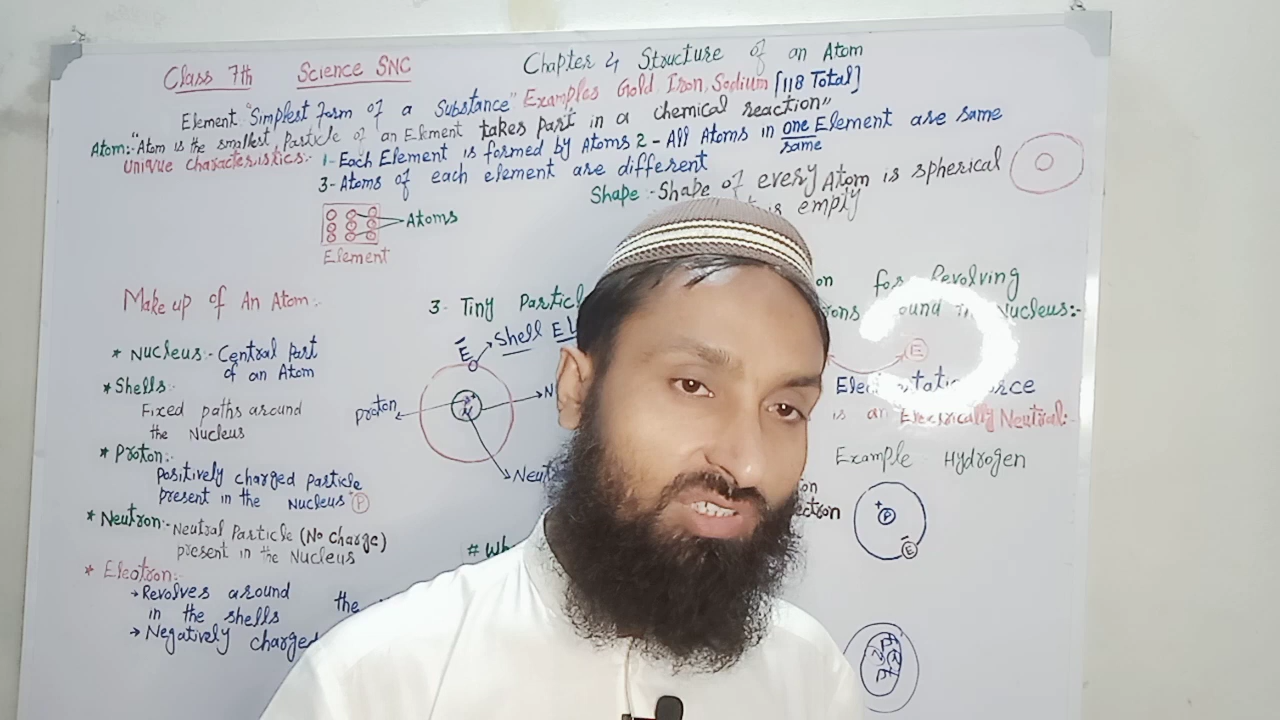 Class 7th Science SNC Chapter 4 Structure of an Atom
Element "Simplest form of a Substance" Examples Gold Iron, Sodium [118 Total]
Atom:- "Atom is the smallest Particle of an Element takes part in a chemical reaction"
Unique characteristics:- 1- Each Element is formed by Atoms 2 - All Atoms in one Element are same
same
3- Atoms of each element are different
Shape :- Shape of every Atom is spherical
is empty
Atoms
Element
Make up of An Atom:-
* Nucleus:- Central Part
of an Atom
* Shells:-
Fixed paths around
the Nucleus
* Proton:-
Positively charged particle
present in the Nucleus P
* Neutron:- Neutral Particle (No Charge)
present in the Nucleus
* Electron:-
→ Revolves around the
in the shells
→ Negatively charged
3- Tiny
E Shell
proton
N
# Wh
on for Revolving
ons around Nucleus:-
E
is an Electrically Neutral:-
Example Hydrogen
on
ectron
+ P
E